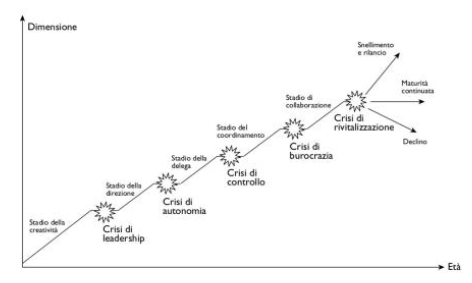 Dimensione
Snellimento
e rilancio
Stadio di
collaborazione
Maturità
continuata
Crisi di
rivitalizzazione
Declino
Stadio del
coordinamento
Crisi di
burocrazia
Stadio della
delega
Crisi di
controllo
Stadio della
direzione
Crisi di
autonomia
Stadio della
creatività
Crisi di
leadership
Età